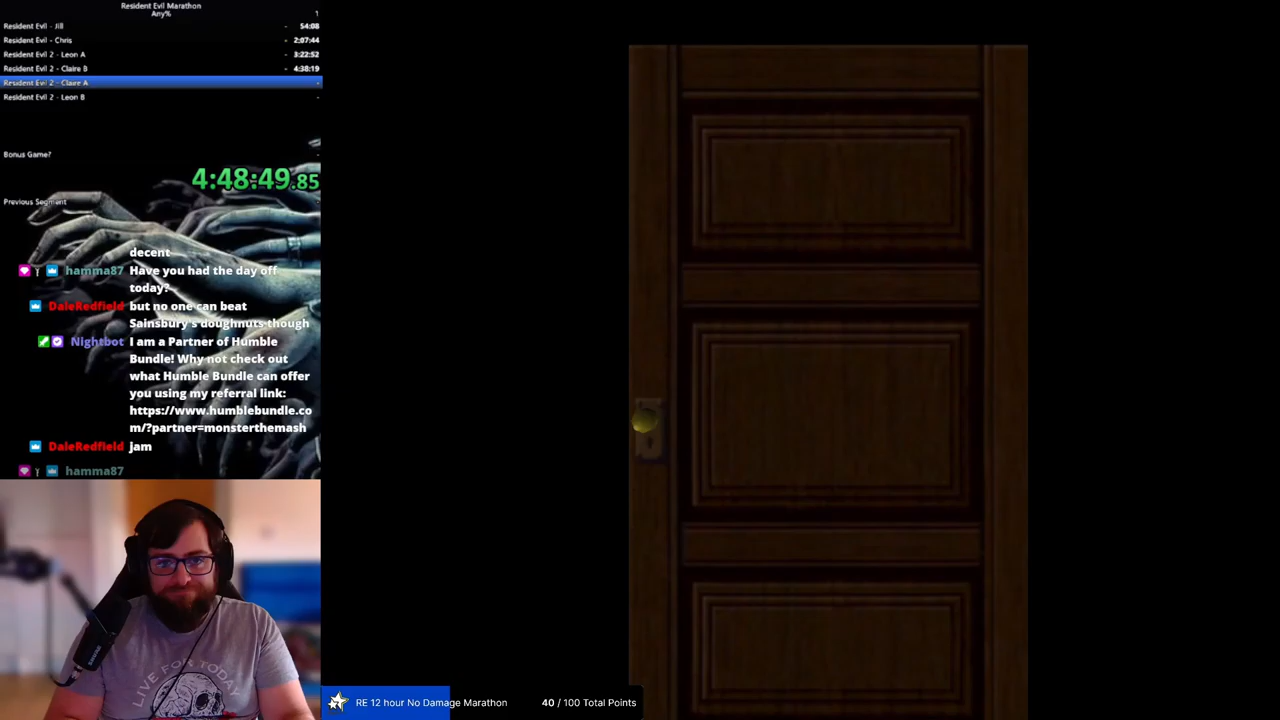 Resident Evil Marathon
Any%
1
Resident Evil - Jill - 54:08
Resident Evil - Chris - 2:07:44
Resident Evil 2 - Leon A - 3:22:52
Resident Evil 2 - Claire B - 4:38:19
Resident Evil 2 - Claire A -
Resident Evil 2 - Leon B -
Bonus Game? -
4:48:49.85
Previous Segment -
decent
hamma87 Have you had the day off
today?
DaleRedfield but no one can beat
Sainsbury's doughnuts though
Nightbot I am a Partner of Humble
Bundle! Why not check out
what Humble Bundle can offer
you using my referral link:
https://www.humblebundle.co
m/?partner=monsterthemash
DaleRedfield jam
hamma87
LIVE FOR TODAY
RE 12 hour No Damage Marathon 40 / 100 Total Points